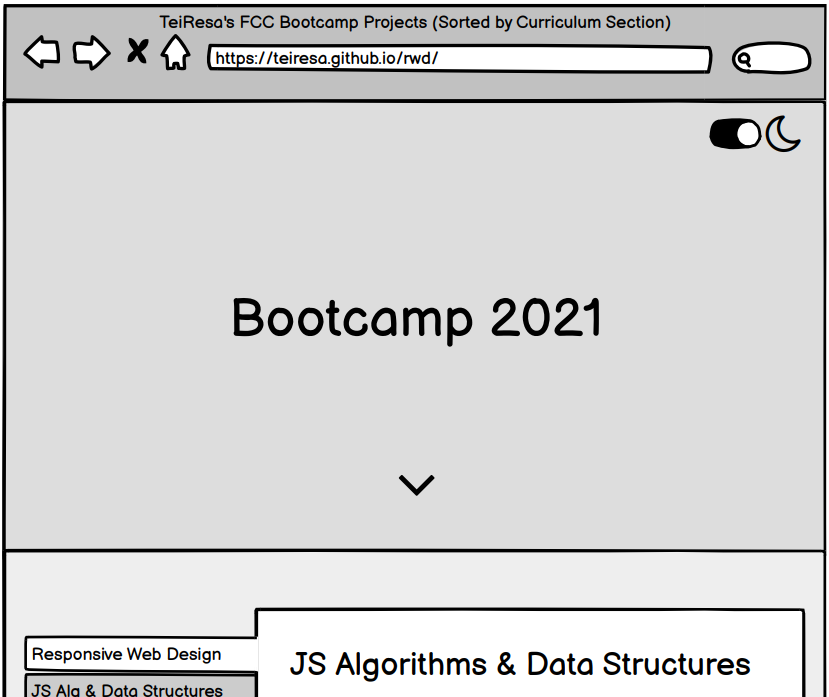 TeiResa's FCC Bootcamp Projects (Sorted by Curriculum Section)
https://teiresa.github.io/rwd/
Bootcamp 2021
Responsive Web Design
JS Algorithms & Data Structures
JS Alg & Data Structures